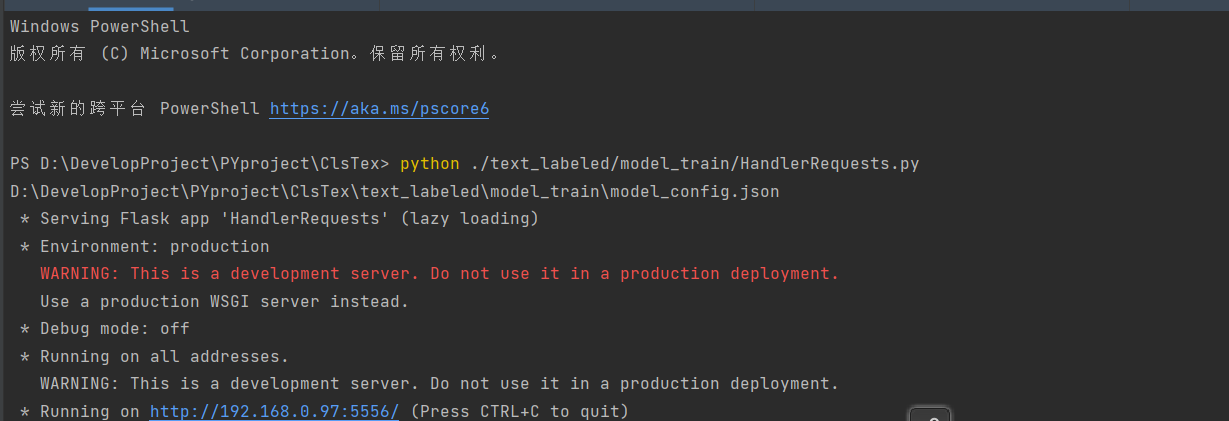 Windows PowerShell
版权所有 (C) Microsoft Corporation。保留所有权利。
尝试新的跨平台 PowerShell https://aka.ms/pscore6
PS D:\DevelopProject\PYproject\ClsTex> python ./text_labeled/model_train/HandlerRequests.py
D:\DevelopProject\PYproject\ClsTex\text_labeled\model_train\model_config.json
* Serving Flask app 'HandlerRequests' (lazy loading)
* Environment: production
WARNING: This is a development server. Do not use it in a production deployment.
Use a production WSGI server instead.
* Debug mode: off
* Running on all addresses.
WARNING: This is a development server. Do not use it in a production deployment.
* Running on http://192.168.0.97:5556/ (Press CTRL+C to quit)